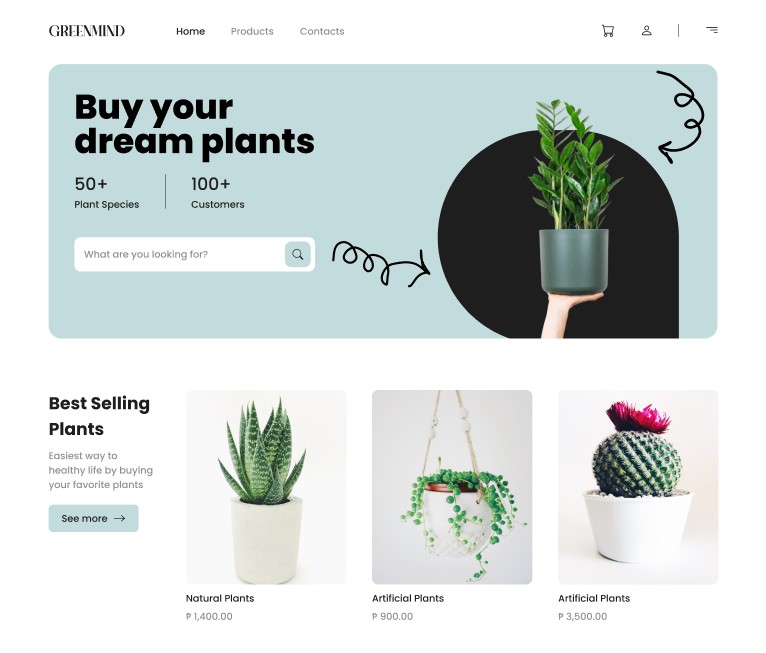 GREENMIND
Home Products Contacts
Buy your
dream plants
50+ 100+
Plant Species Customers
What are you looking for?
Best Selling
Plants
Easiest way to
healthy life by buying
your favorite plants
See more
Natural Plants
₱ 1,400.00
Artificial Plants
₱ 900.00
Artificial Plants
₱ 3,500.00